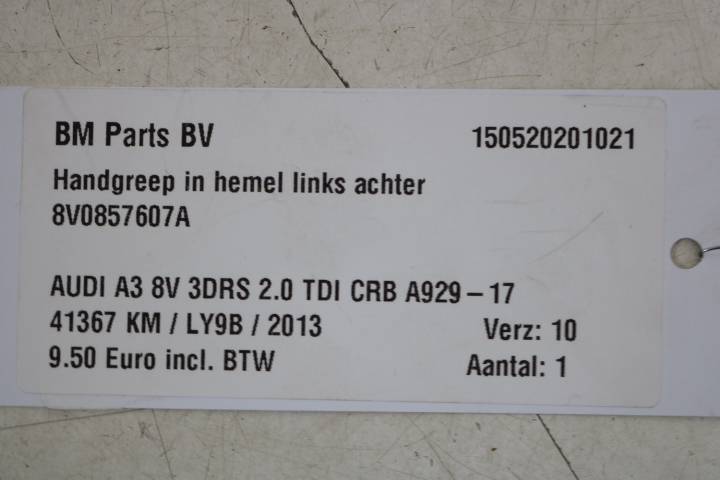 BM Parts BV 150520201021
Handgreep in hemel links achter
8V0857607A
AUDI A3 8V 3DRS 2.0 TDI CRB A929 – 17
41367 KM / LY9B / 2013 Verz: 10
9.50 Euro incl. BTW Aantal: 1